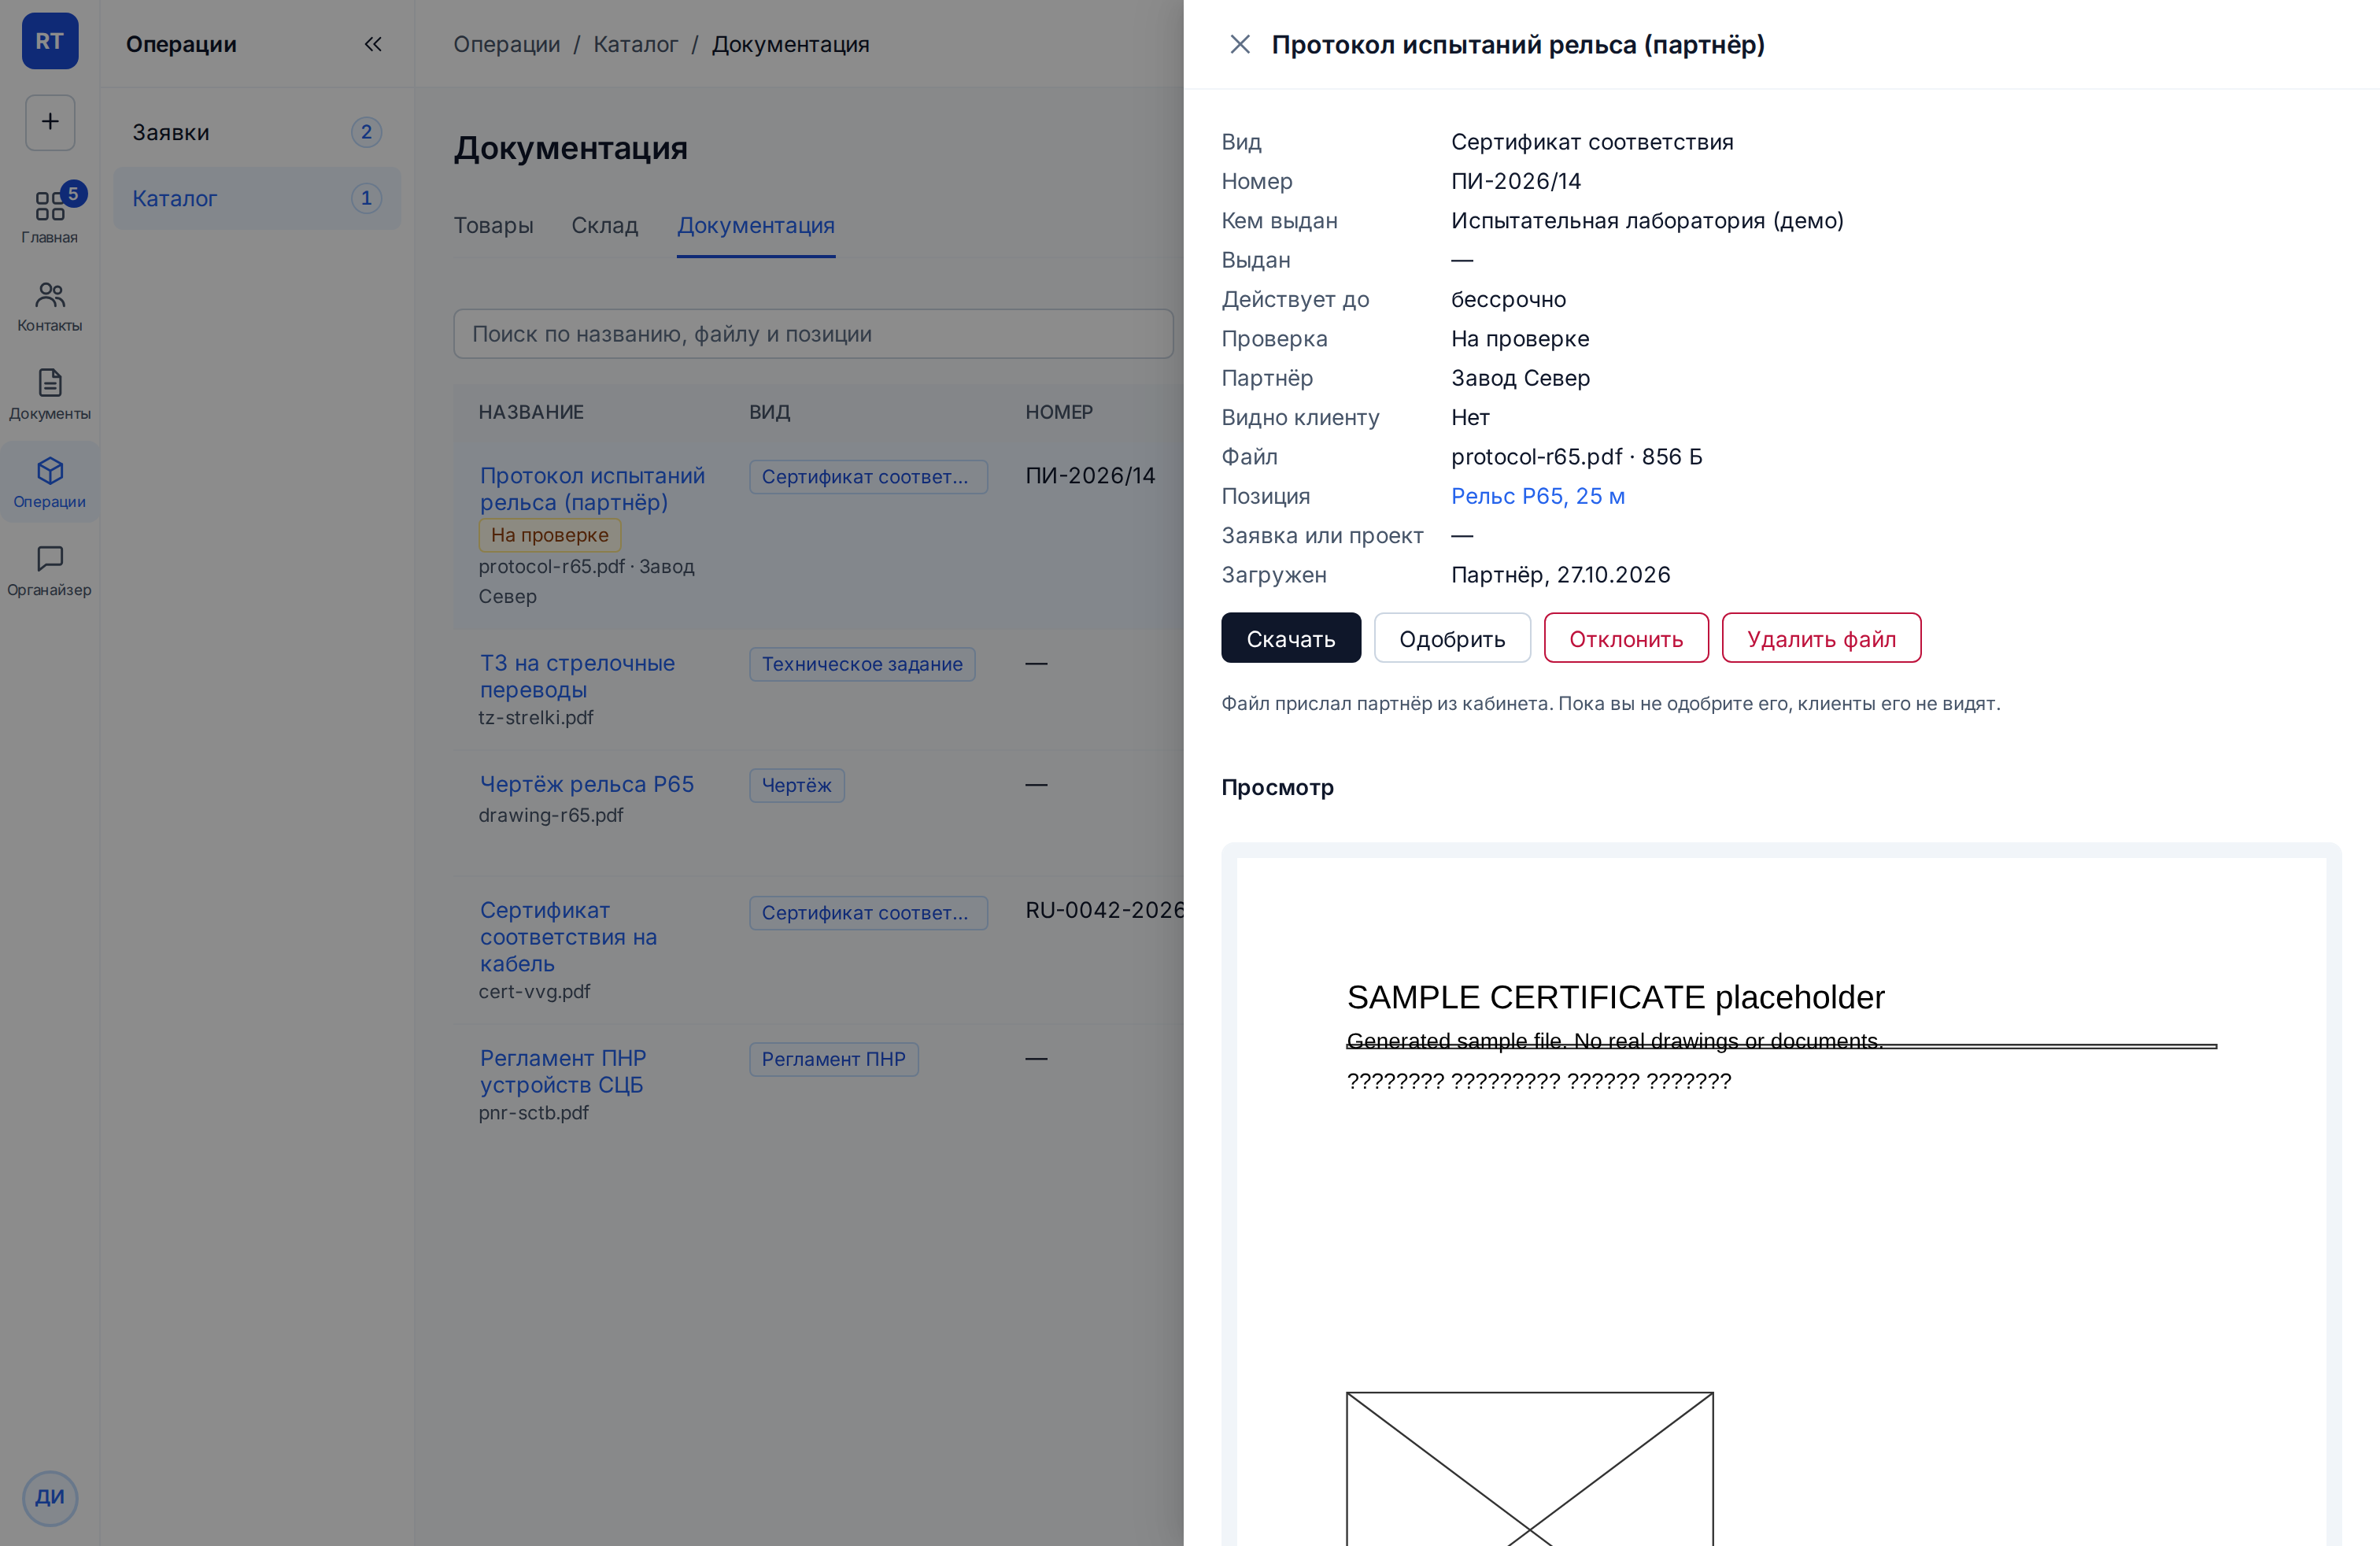 RT
5
Главная
Контакты
Документы
Операции
Органайзер
ДИ
Операции
Заявки 2
Каталог 1
Операции / Каталог / Документация
Документация
Товары Склад Документация
Поиск по названию, файлу и позиции
НАЗВАНИЕ ВИД НОМЕР
Протокол испытаний Сертификат соответ... ПИ-2026/14
рельса (партнёр)
На проверке
protocol-r65.pdf · Завод
Север
ТЗ на стрелочные Техническое задание —
переводы
tz-strelki.pdf
Чертёж рельса Р65 Чертёж —
drawing-r65.pdf
Сертификат Сертификат соответ... RU-0042-2026
соответствия на
кабель
cert-vvg.pdf
Регламент ПНР Регламент ПНР —
устройств СЦБ
pnr-sctb.pdf
Протокол испытаний рельса (партнёр)
Вид Сертификат соответствия
Номер ПИ-2026/14
Кем выдан Испытательная лаборатория (демо)
Выдан —
Действует до бессрочно
Проверка На проверке
Партнёр Завод Север
Видно клиенту Нет
Файл protocol-r65.pdf · 856 Б
Позиция Рельс Р65, 25 м
Заявка или проект —
Загружен Партнёр, 27.10.2026
Скачать Одобрить Отклонить Удалить файл
Файл прислал партнёр из кабинета. Пока вы не одобрите его, клиенты его не видят.
Просмотр
SAMPLE CERTIFICATE placeholder
Generated sample file. No real drawings or documents.
???????? ????????? ?????? ???????